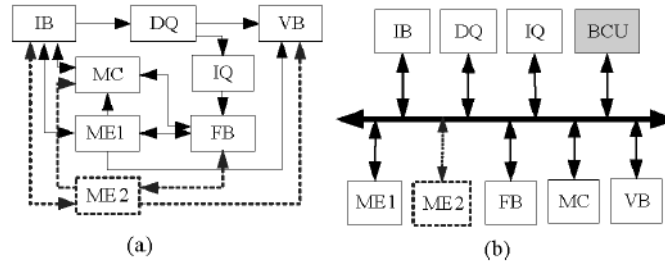 IB DQ VB
MC IQ
ME1 FB
ME2
(a)
IB DQ IQ BCU
ME1 ME2 FB MC VB
(b)